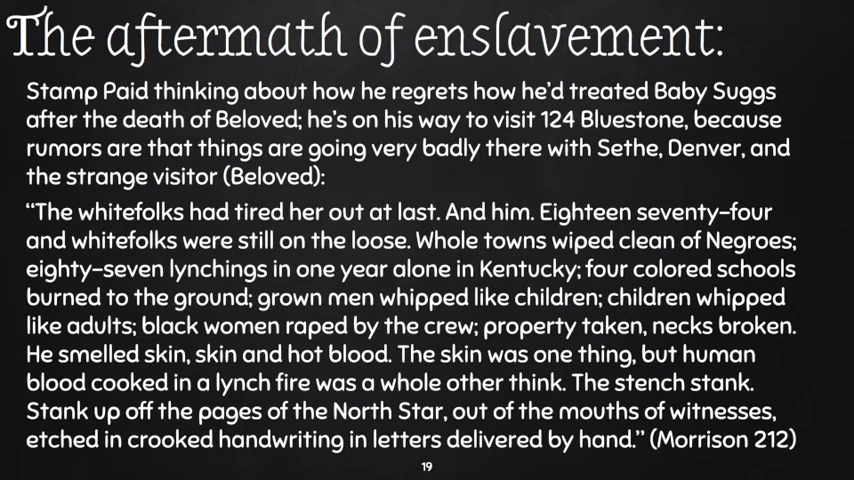 The aftermath of enslavement:
Stamp Paid thinking about how he regrets how he’d treated Baby Suggs
after the death of Beloved; he’s on his way to visit 124 Bluestone, because
rumors are that things are going very badly there with Sethe, Denver, and
the strange visitor (Beloved):
“The whitefolks had tired her out at last. And him. Eighteen seventy-four
and whitefolks were still on the loose. Whole towns wiped clean of Negroes;
eighty-seven lynchings in one year alone in Kentucky; four colored schools
burned to the ground; grown men whipped like children; children whipped
like adults; black women raped by the crew; property taken, necks broken.
He smelled skin, skin and hot blood. The skin was one thing, but human
blood cooked in a lynch fire was a whole other think. The stench stank.
Stank up off the pages of the North Star, out of the mouths of witnesses,
etched in crooked handwriting in letters delivered by hand.” (Morrison 212)
19